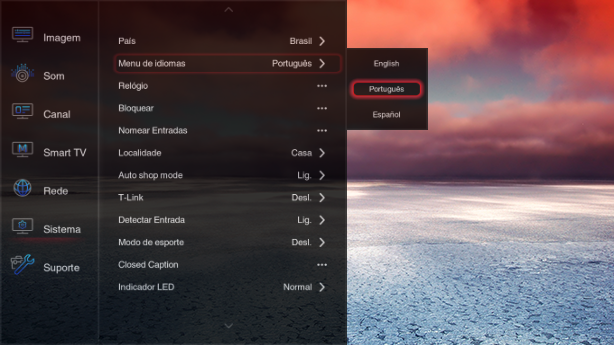 Imagem
Som
Canal
Smart TV
Rede
Sistema
Suporte
País Brasil
Menu de idiomas Português
Relógio
Bloquear
Nomear Entradas
Localidade Casa
Auto shop mode Lig.
T-Link Desl.
Detectar Entrada Lig.
Modo de esporte Desl.
Closed Caption
Indicador LED Normal
English
Português
Español